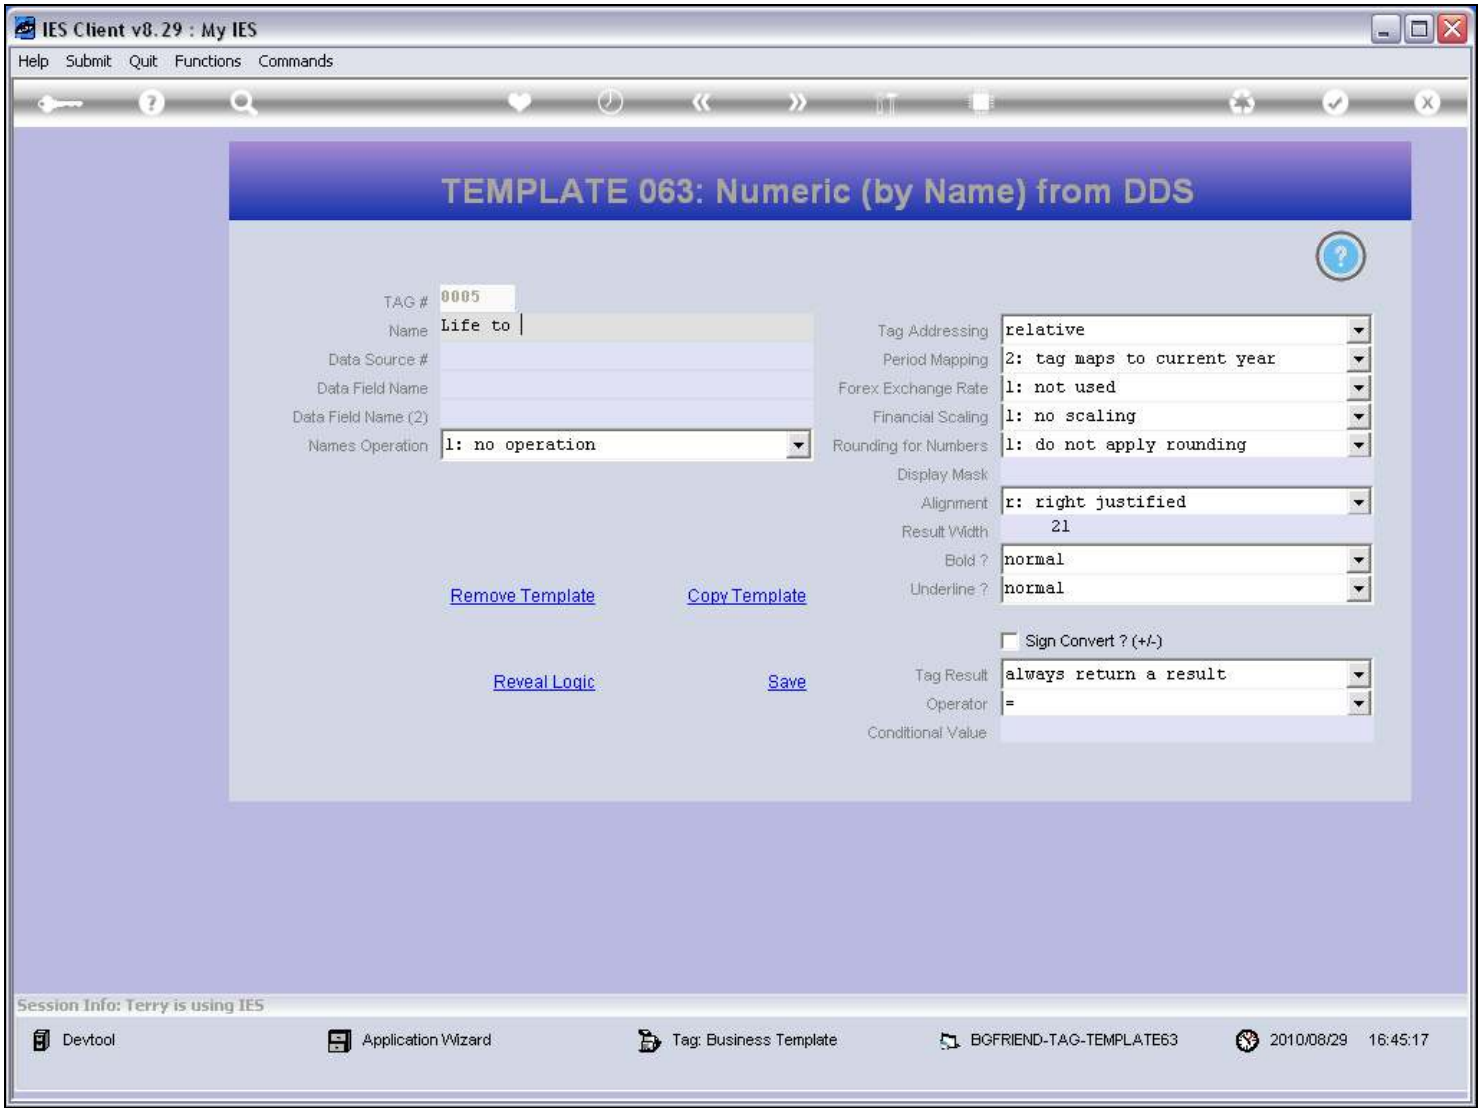 IES Client v8.29 : My IES
Help Submit Quit Functions Commands
TEMPLATE 063: Numeric (by Name) from DDS
TAG # 0005
Name Life to
Data Source #
Data Field Name
Data Field Name (2)
Names Operation 1: no operation
Remove Template Copy Template
Reveal Logic Save
Tag Addressing relative
Period Mapping 2: tag maps to current year
Forex Exchange Rate 1: not used
Financial Scaling 1: no scaling
Rounding for Numbers 1: do not apply rounding
Display Mask
Alignment r: right justified
Result Width 21
Bold ? normal
Underline ? normal
Sign Convert ? (+/-)
Tag Result always return a result
Operator =
Conditional Value
Session Info: Terry is using IES
Devtool Application Wizard Tag: Business Template BGFRIEND-TAG-TEMPLATE63 2010/08/29 16:45:17